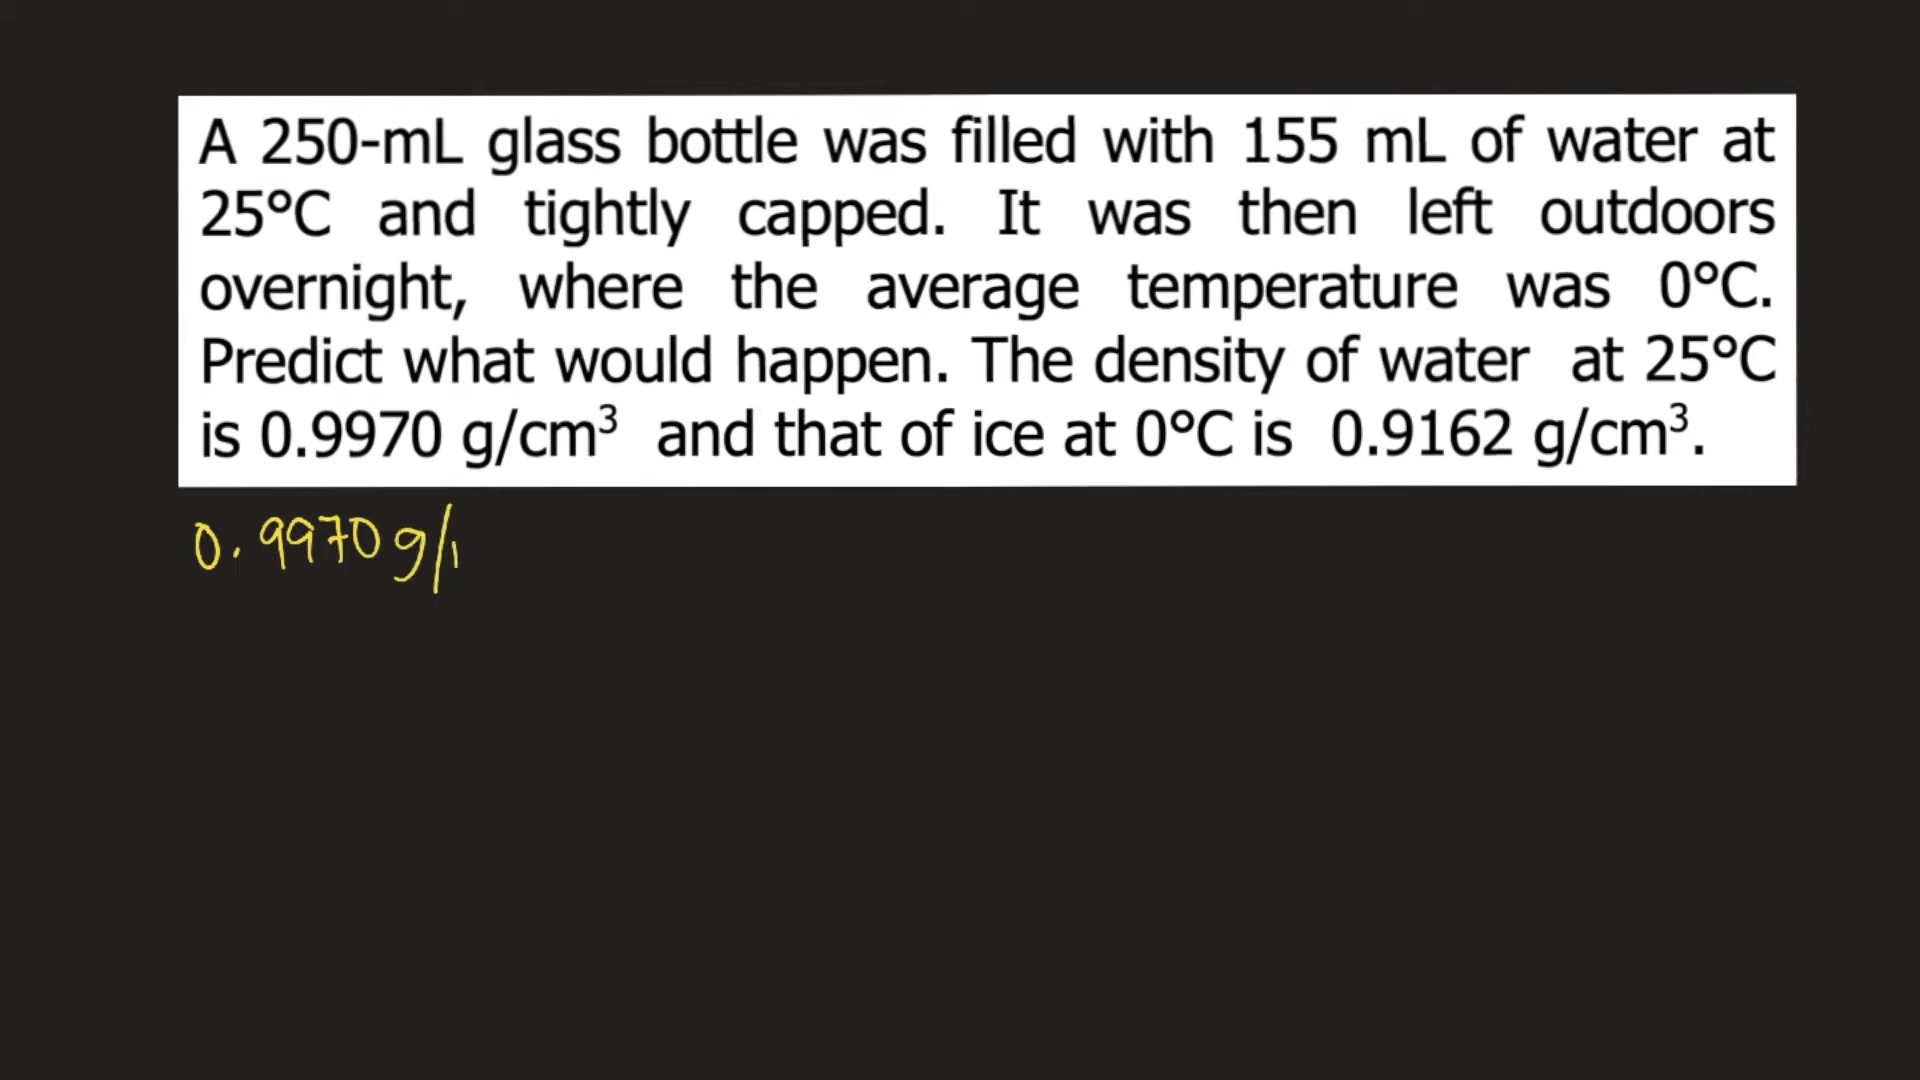 A 250-mL glass bottle was filled with 155 mL of water at
25°C and tightly capped. It was then left outdoors
overnight, where the average temperature was 0°C.
Predict what would happen. The density of water at 25°C
is 0.9970 g/cm³ and that of ice at 0°C is 0.9162 g/cm³.
0.9970 g/